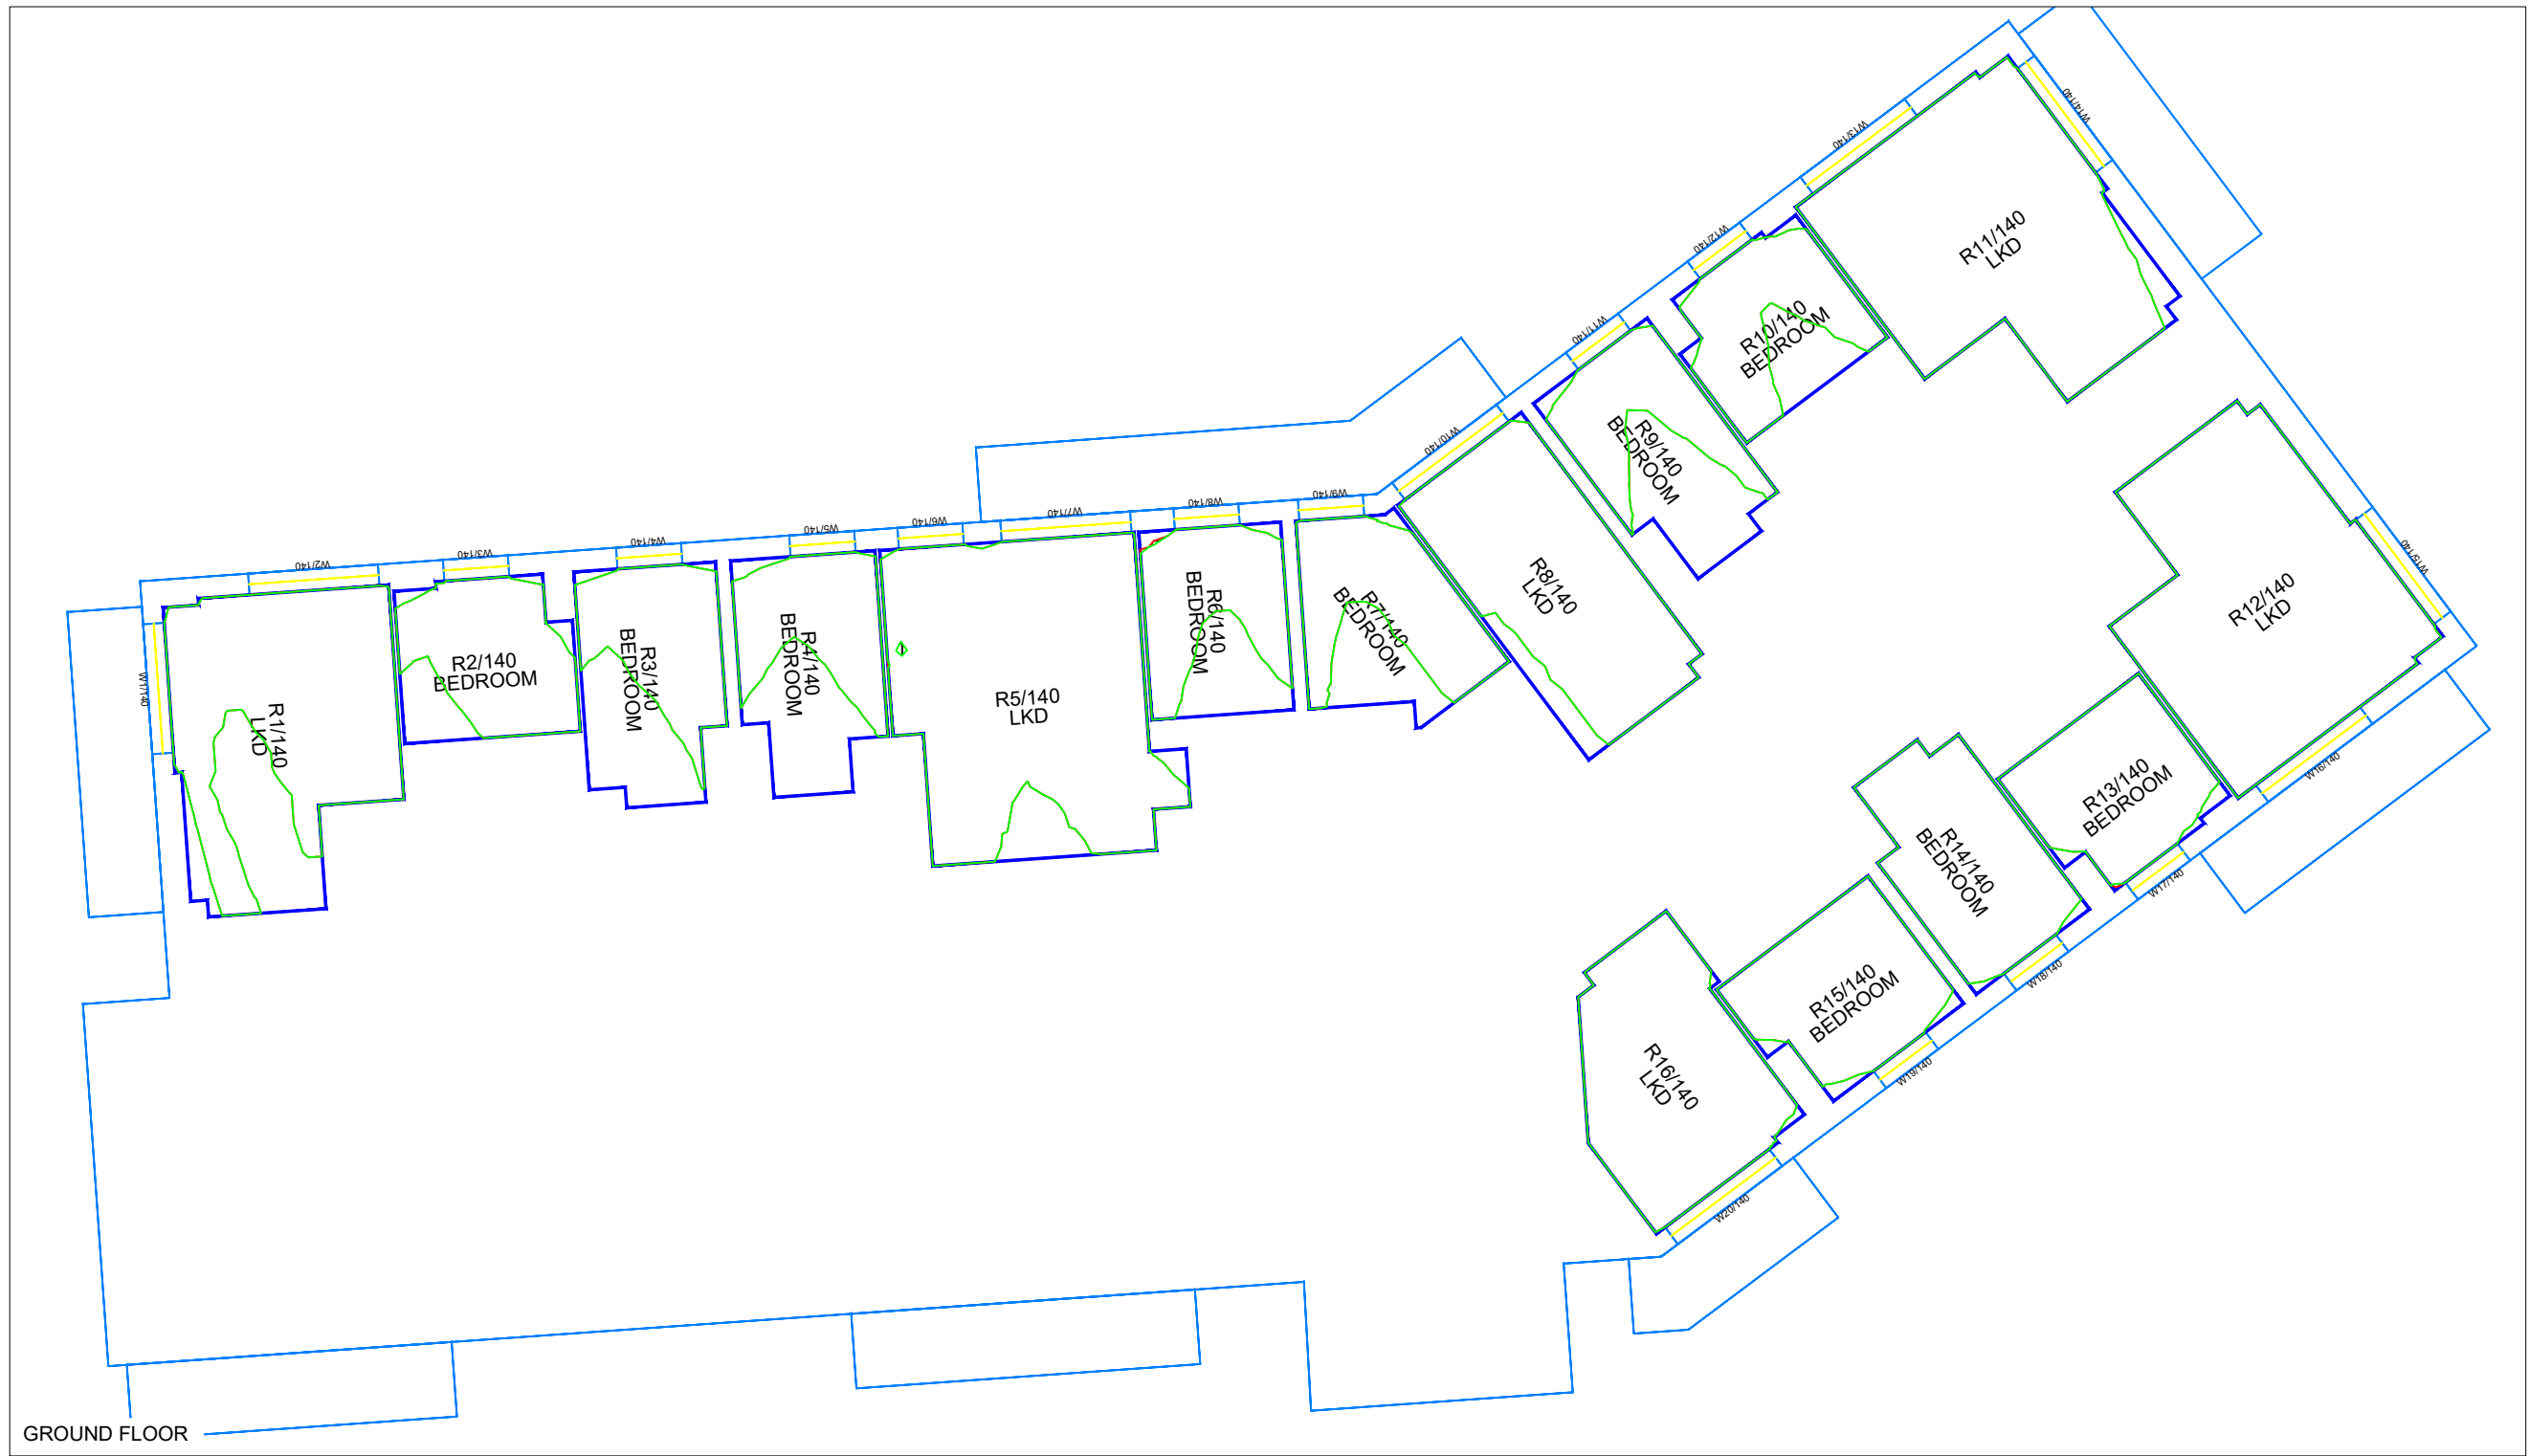 W14/140
W13/140
W12/140
R11/140
LKD
W11/140
R10/140
BEDROOM
W10/140
R9/140
BEDROOM
W9/140
W8/140
W7/140
W6/140
W5/140
W4/140
W3/140
W2/140
W15/140
R8/140
LKD
R12/140
LKD
R7/140
BEDROOM
R6/140
BEDROOM
R5/140
LKD
R4/140
BEDROOM
R3/140
BEDROOM
R2/140
BEDROOM
W1/140
R1/140
LKD
W16/140
R13/140
BEDROOM
R14/140
BEDROOM
W17/140
W18/140
R15/140
BEDROOM
W19/140
R16/140
LKD
W20/140
GROUND FLOOR